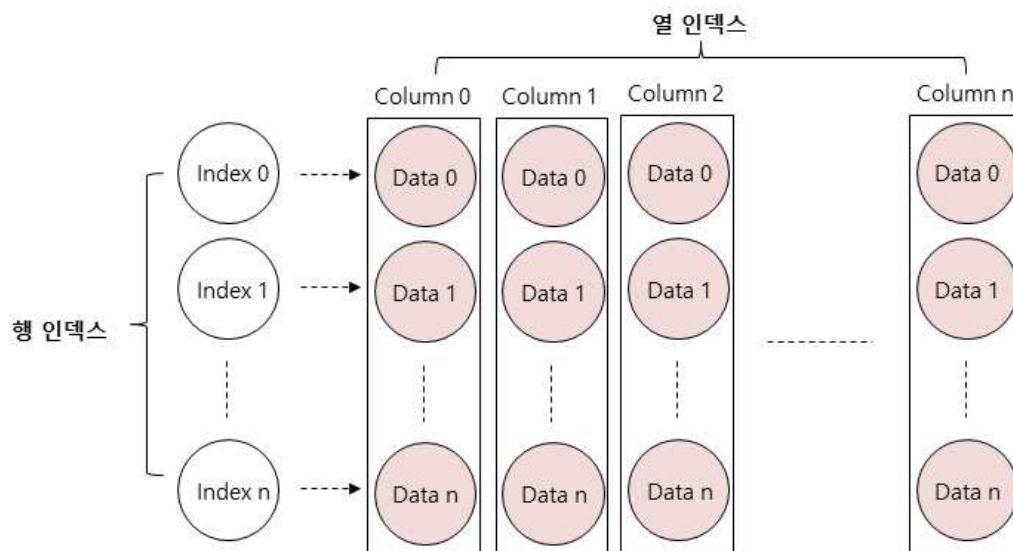 열 인덱스
Column 0 Column 1 Column 2 Column n
Index 0 Data 0 Data 0 Data 0 Data 0
Index 1 Data 1 Data 1 Data 1 Data 1
행 인덱스
Index n Data n Data n Data n Data n